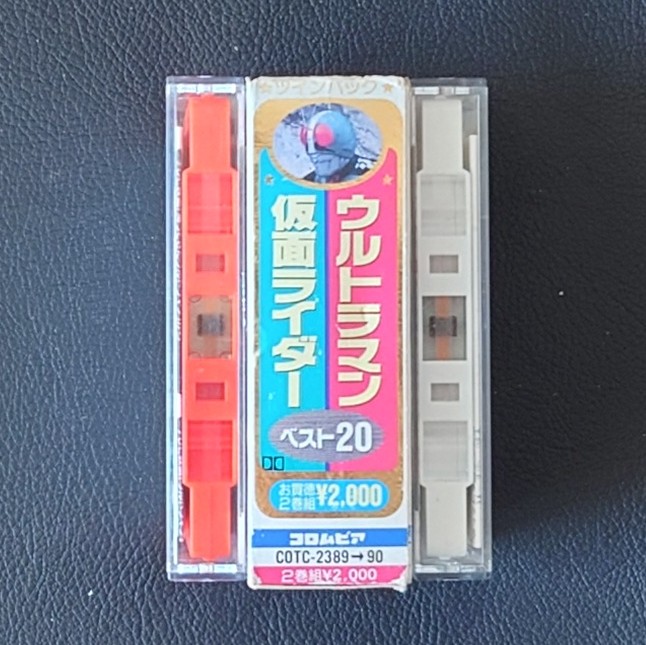 ★ツインパック★
ウルトラマン
仮面ライダー
ベスト20
お買徳
2巻組
¥2,000
コロムビア
COTC-2389→90
2巻組¥2,000